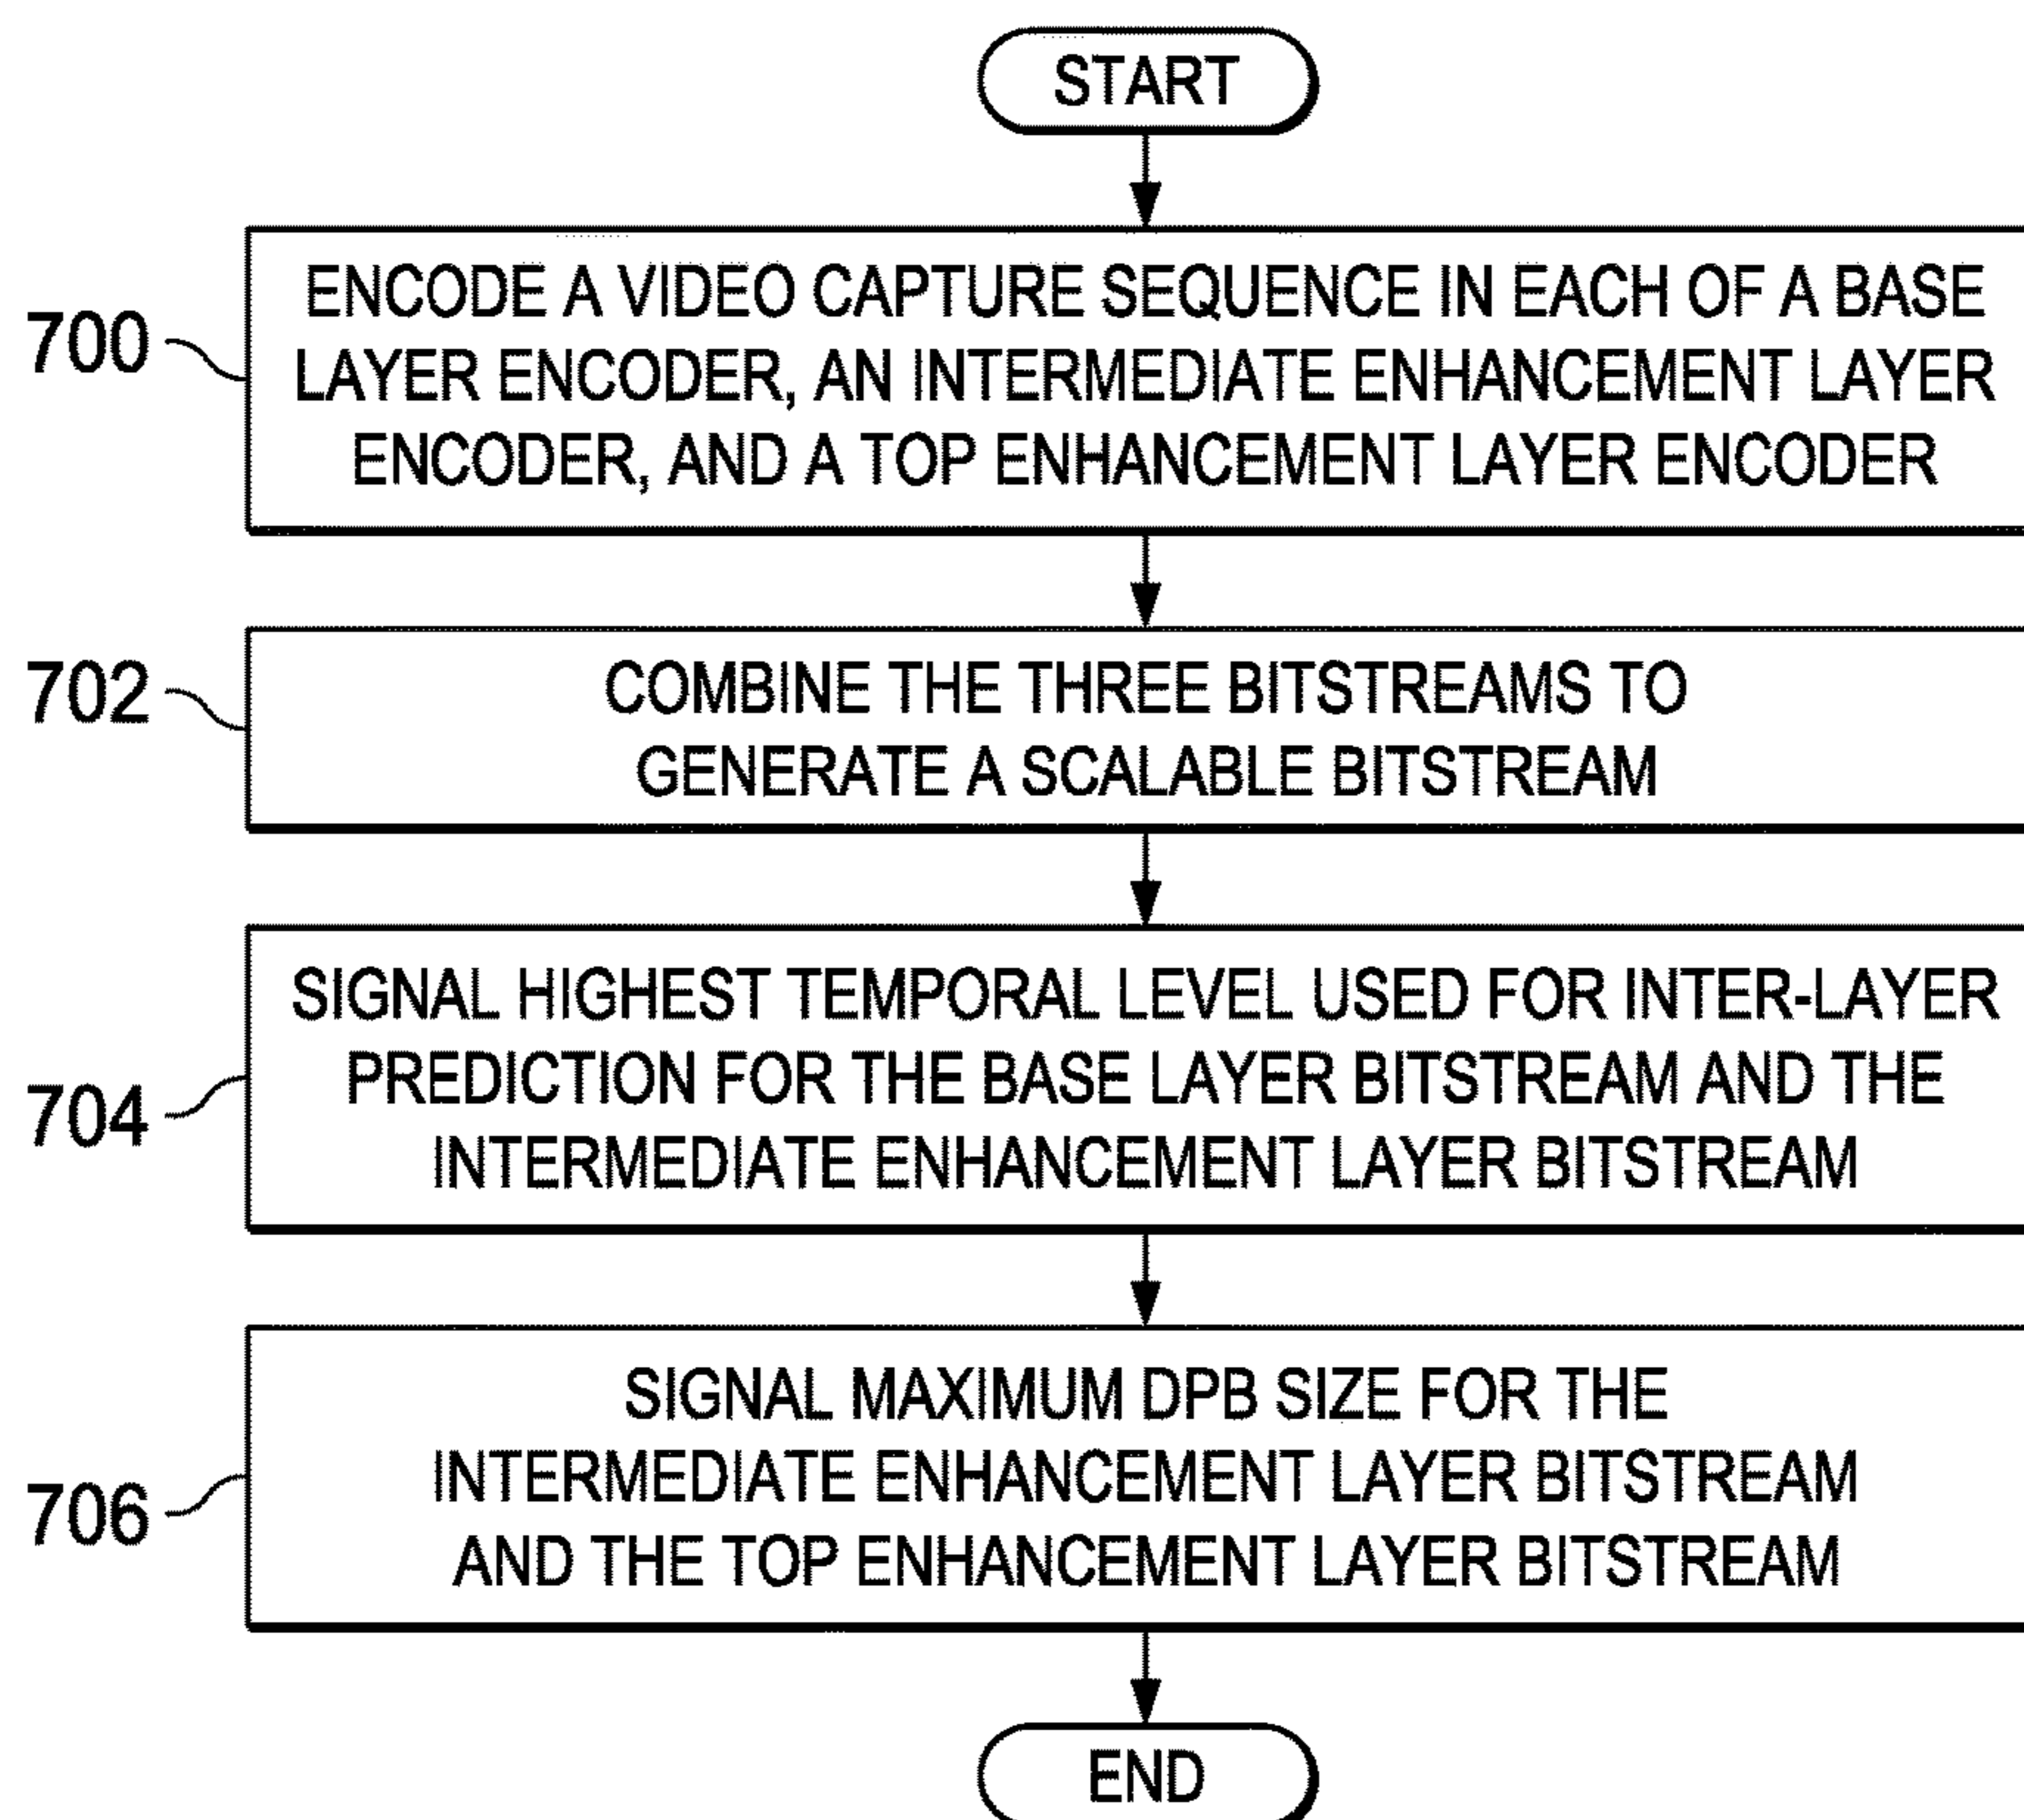 START
700
ENCODE A VIDEO CAPTURE SEQUENCE IN EACH OF A BASE
LAYER ENCODER, AN INTERMEDIATE ENHANCEMENT LAYER
ENCODER, AND A TOP ENHANCEMENT LAYER ENCODER
702
COMBINE THE THREE BITSTREAMS TO
GENERATE A SCALABLE BITSTREAM
704
SIGNAL HIGHEST TEMPORAL LEVEL USED FOR INTER-LAYER
PREDICTION FOR THE BASE LAYER BITSTREAM AND THE
INTERMEDIATE ENHANCEMENT LAYER BITSTREAM
706
SIGNAL MAXIMUM DPB SIZE FOR THE
INTERMEDIATE ENHANCEMENT LAYER BITSTREAM
AND THE TOP ENHANCEMENT LAYER BITSTREAM
END